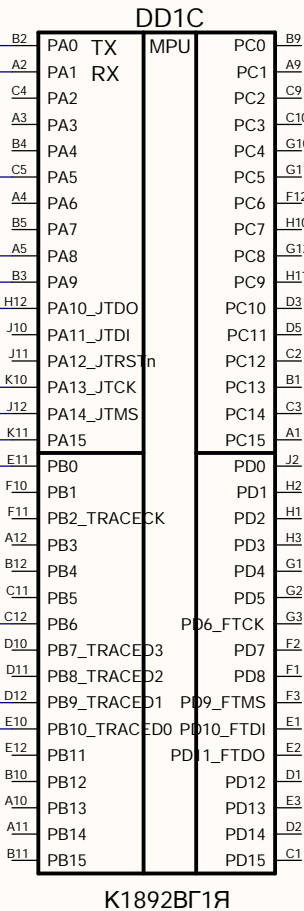 DD1C
B2 PA0 TX MPU PC0 B9
A2 PA1 RX PC1 A9
C4 PA2 PC2 C9
A3 PA3 PC3 C10
B4 PA4 PC4
C5 PA5 PC5
A4 PA6 PC6 F12
B5 PA7 PC7 H10
A5 PA8 PC8
B3 PA9 PC9
H12 PA10_JTDO PC10 D3
J10 PA11_JTDI PC11 D5
J11 PA12_JTRSTn PC12 C2
K10 PA13_JTCK PC13 B1
J12 PA14_JTMS PC14 C3
K11 PA15 PC15 A1
E11 PB0 PD0 J2
F10 PB1 PD1 H2
F11 PB2_TRACECK PD2 H1
A12 PB3 PD3 H3
B12 PB4 PD4 G1
C11 PB5 PD5 G2
C12 PB6 PD6_FTCK G3
D10 PB7_TRACED3 PD7 F2
D11 PB8_TRACED2 PD8 F1
D12 PB9_TRACED1 PD9_FTMS F3
E10 PB10_TRACED0 PD10_FTDI E1
E12 PB11 PD11_FTDO E2
B10 PB12 PD12 D1
A10 PB13 PD13 E3
A11 PB14 PD14 D2
B11 PB15 PD15 C1
К1892ВГ1Я